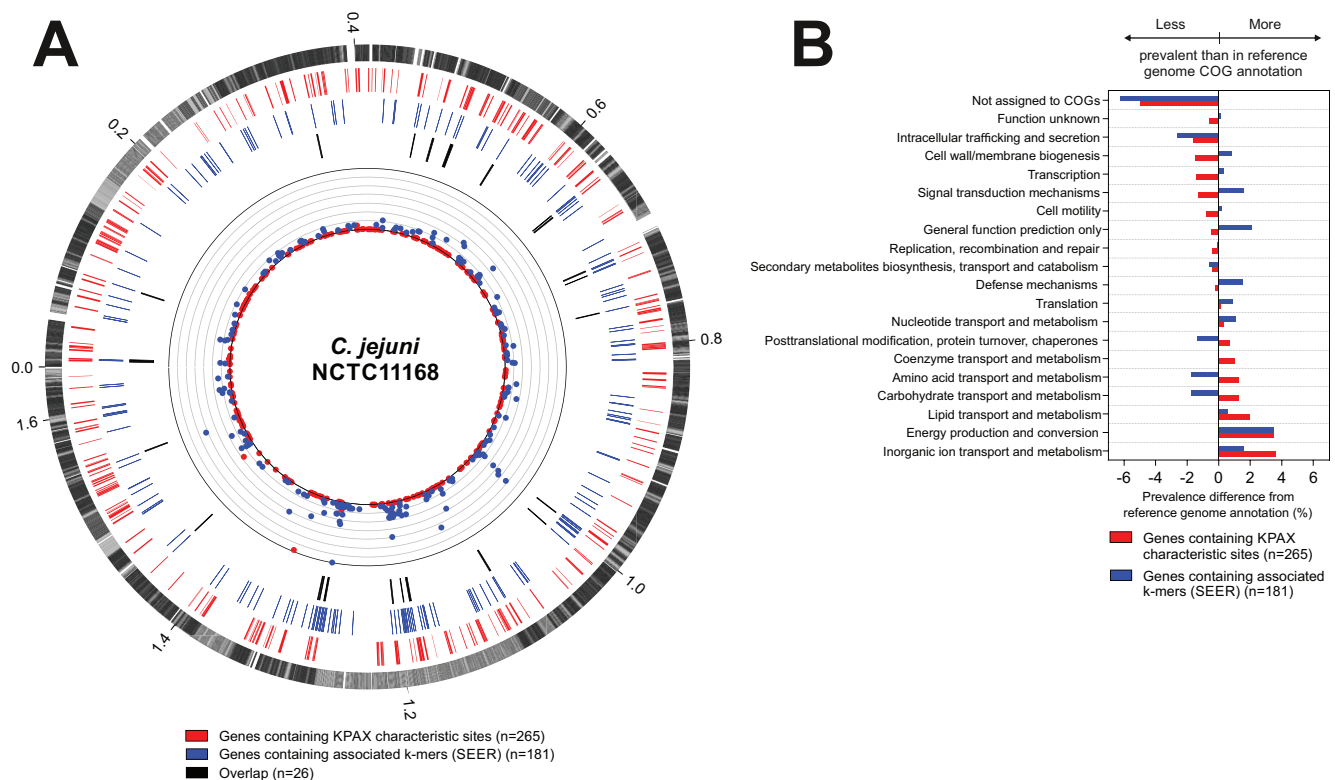 A
0.4
0.6
0.2
0.8
0.0
1.6
1.0
1.4
1.2
C. jejuni
NCTC11168
Genes containing KPAX characteristic sites (n=265)
Genes containing associated k-mers (SEER) (n=181)
Overlap (n=26)
B
Less More
prevalent than in reference
genome COG annotation
Not assigned to COGs
Function unknown
Intracellular trafficking and secretion
Cell wall/membrane biogenesis
Transcription
Signal transduction mechanisms
Cell motility
General function prediction only
Replication, recombination and repair
Secondary metabolites biosynthesis, transport and catabolism
Defense mechanisms
Translation
Nucleotide transport and metabolism
Posttranslational modification, protein turnover, chaperones
Coenzyme transport and metabolism
Amino acid transport and metabolism
Carbohydrate transport and metabolism
Lipid transport and metabolism
Energy production and conversion
Inorganic ion transport and metabolism
-6 -4 -2 0 2 4 6
Prevalence difference from
reference genome annotation (%)
Genes containing KPAX
characteristic sites (n=265)
Genes containing associated
k-mers (SEER) (n=181)